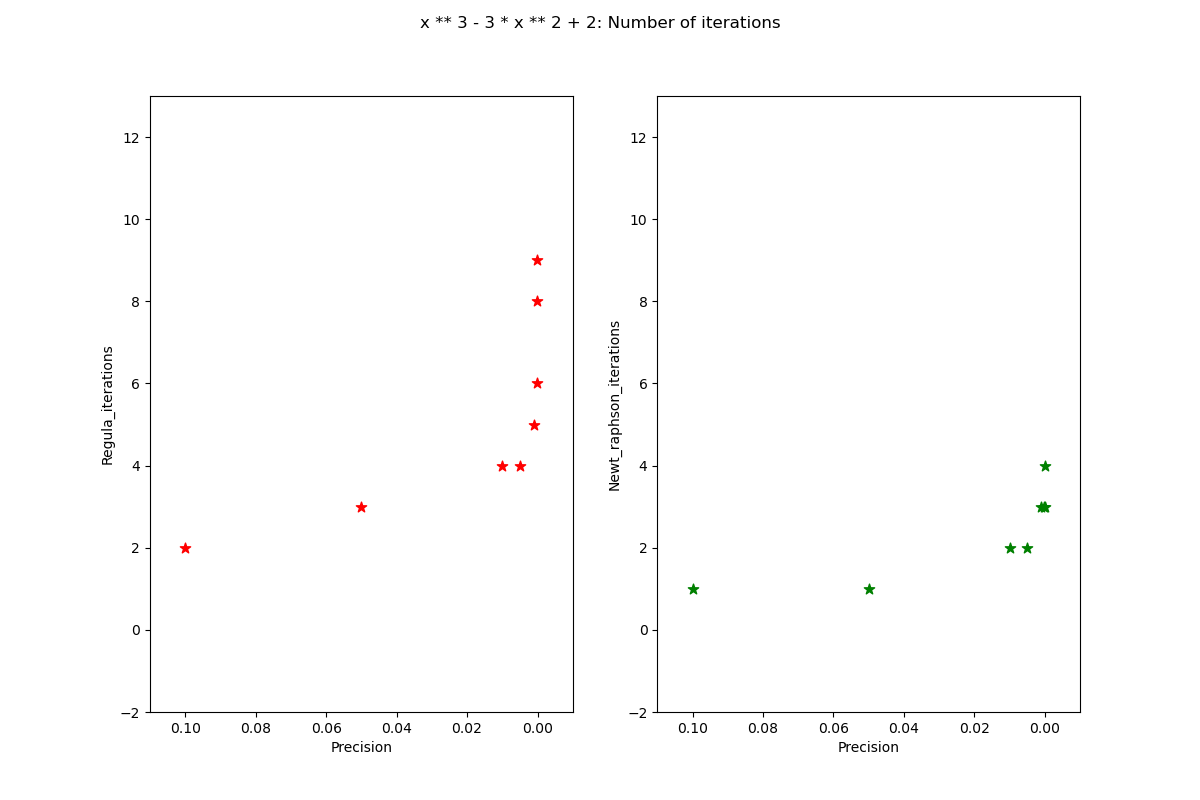 x ** 3 - 3 * x ** 2 + 2: Number of iterations
12
10
8
6
4
2
0
−2
Regula_iterations
0.10 0.08 0.06 0.04 0.02 0.00
Precision
12
10
8
6
4
2
0
−2
Newt_raphson_iterations
0.10 0.08 0.06 0.04 0.02 0.00
Precision